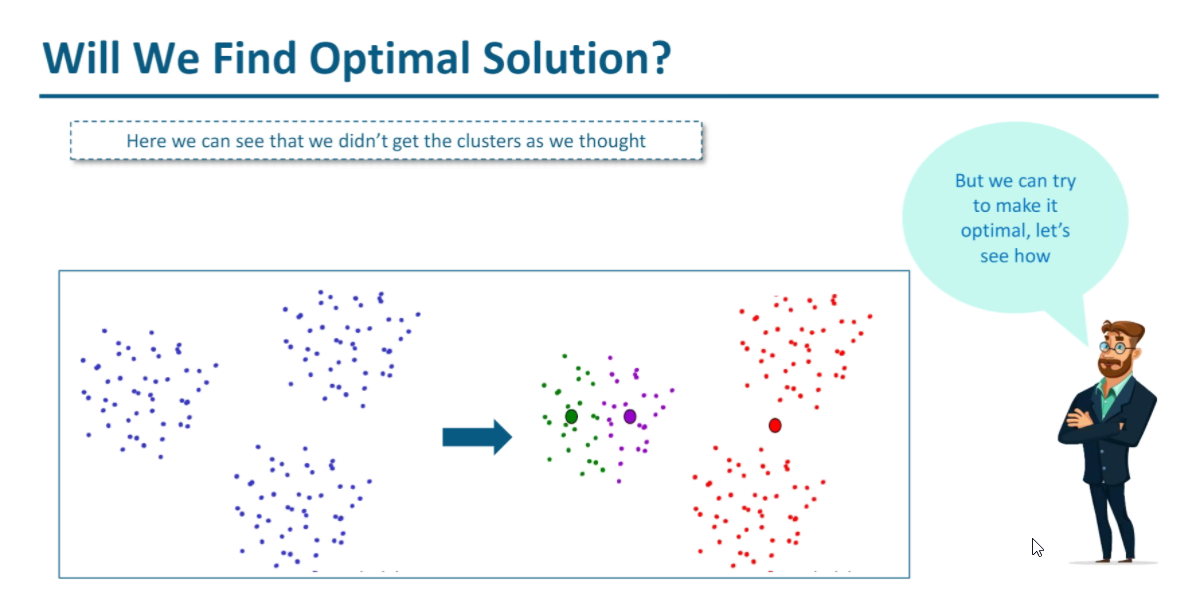 Will We Find Optimal Solution?
Here we can see that we didn't get the clusters as we thought
But we can try
to make it
optimal, let's
see how